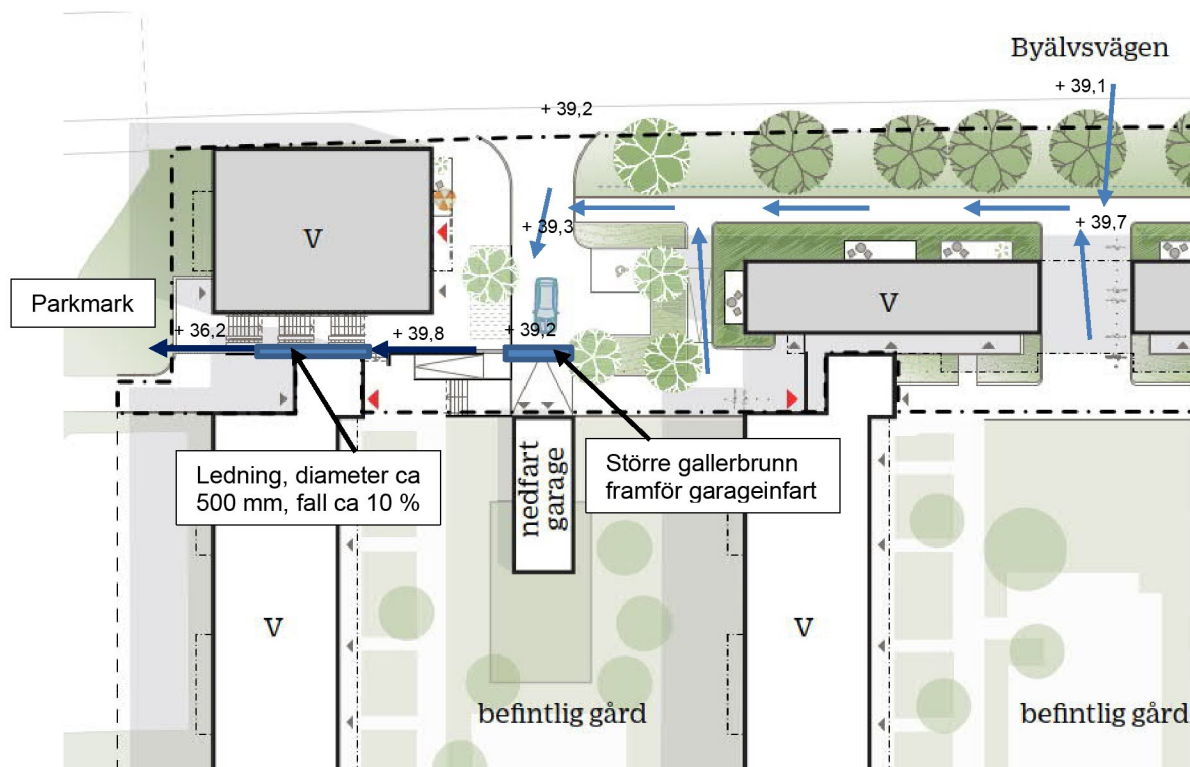 Byälvsvägen
+ 39,1
+ 39,2
+ 39,3
+ 39,7
V
V
Parkmark
+ 36,2
+ 39,8
+ 39,2
Ledning, diameter ca
500 mm, fall ca 10 %
nedfart
garage
Större gallerbrunn
framför garageinfart
V
V
befintlig gård
befintlig gård